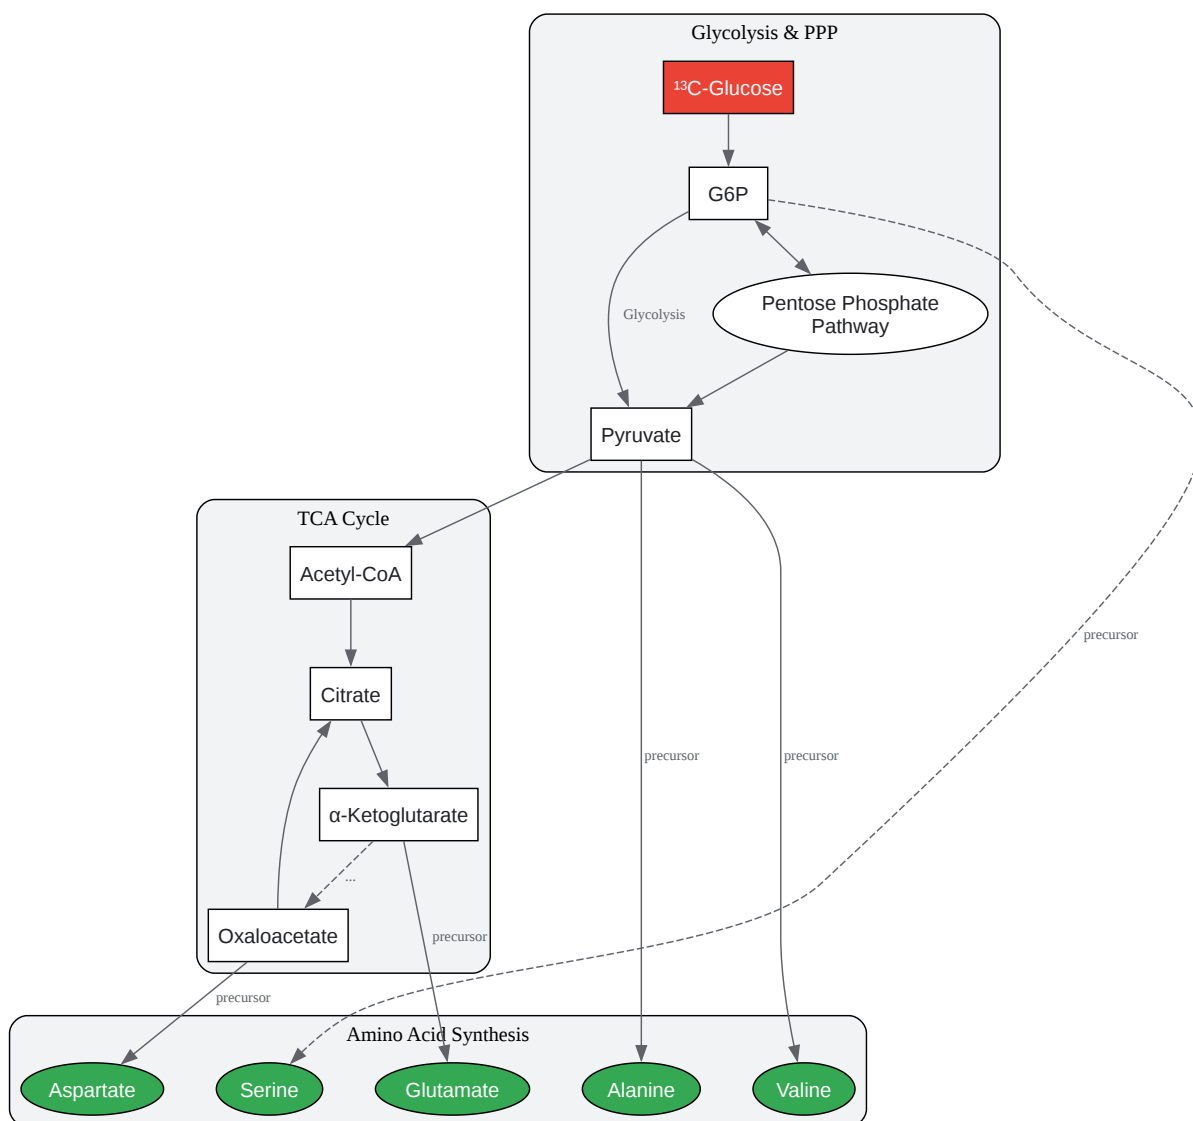 Glycolysis & PPP
¹³C-Glucose
G6P
Pentose Phosphate
Pathway
Glycolysis
Pyruvate
TCA Cycle
Acetyl-CoA
precursor
Citrate
precursor
precursor
α-Ketoglutarate
...
Oxaloacetate
precursor
precursor
Amino Acid Synthesis
Aspartate
Serine
Glutamate
Alanine
Valine